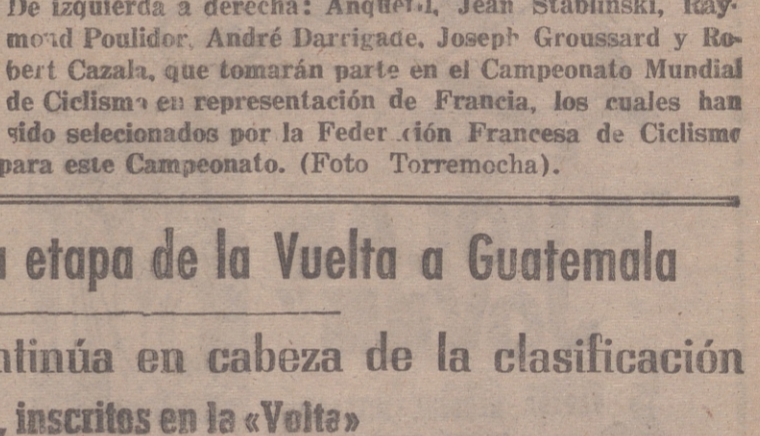 De izquierda a derecha: Anquetil, Jean Stablinski, Ray-
mond Poulidor, André Darrigade, Joseph Groussard y Ro-
bert Cazala, que tomarán parte en el Campeonato Mundial
de Ciclismo en representación de Francia, los cuales han
sido selecionados por la Feder ción Francesa de Ciclismo
para este Campeonato. (Foto Torremocha).
etapa de la Vuelta a Guatemala
ntinúa en cabeza de la clasificación
, inscritos en la «Volta»